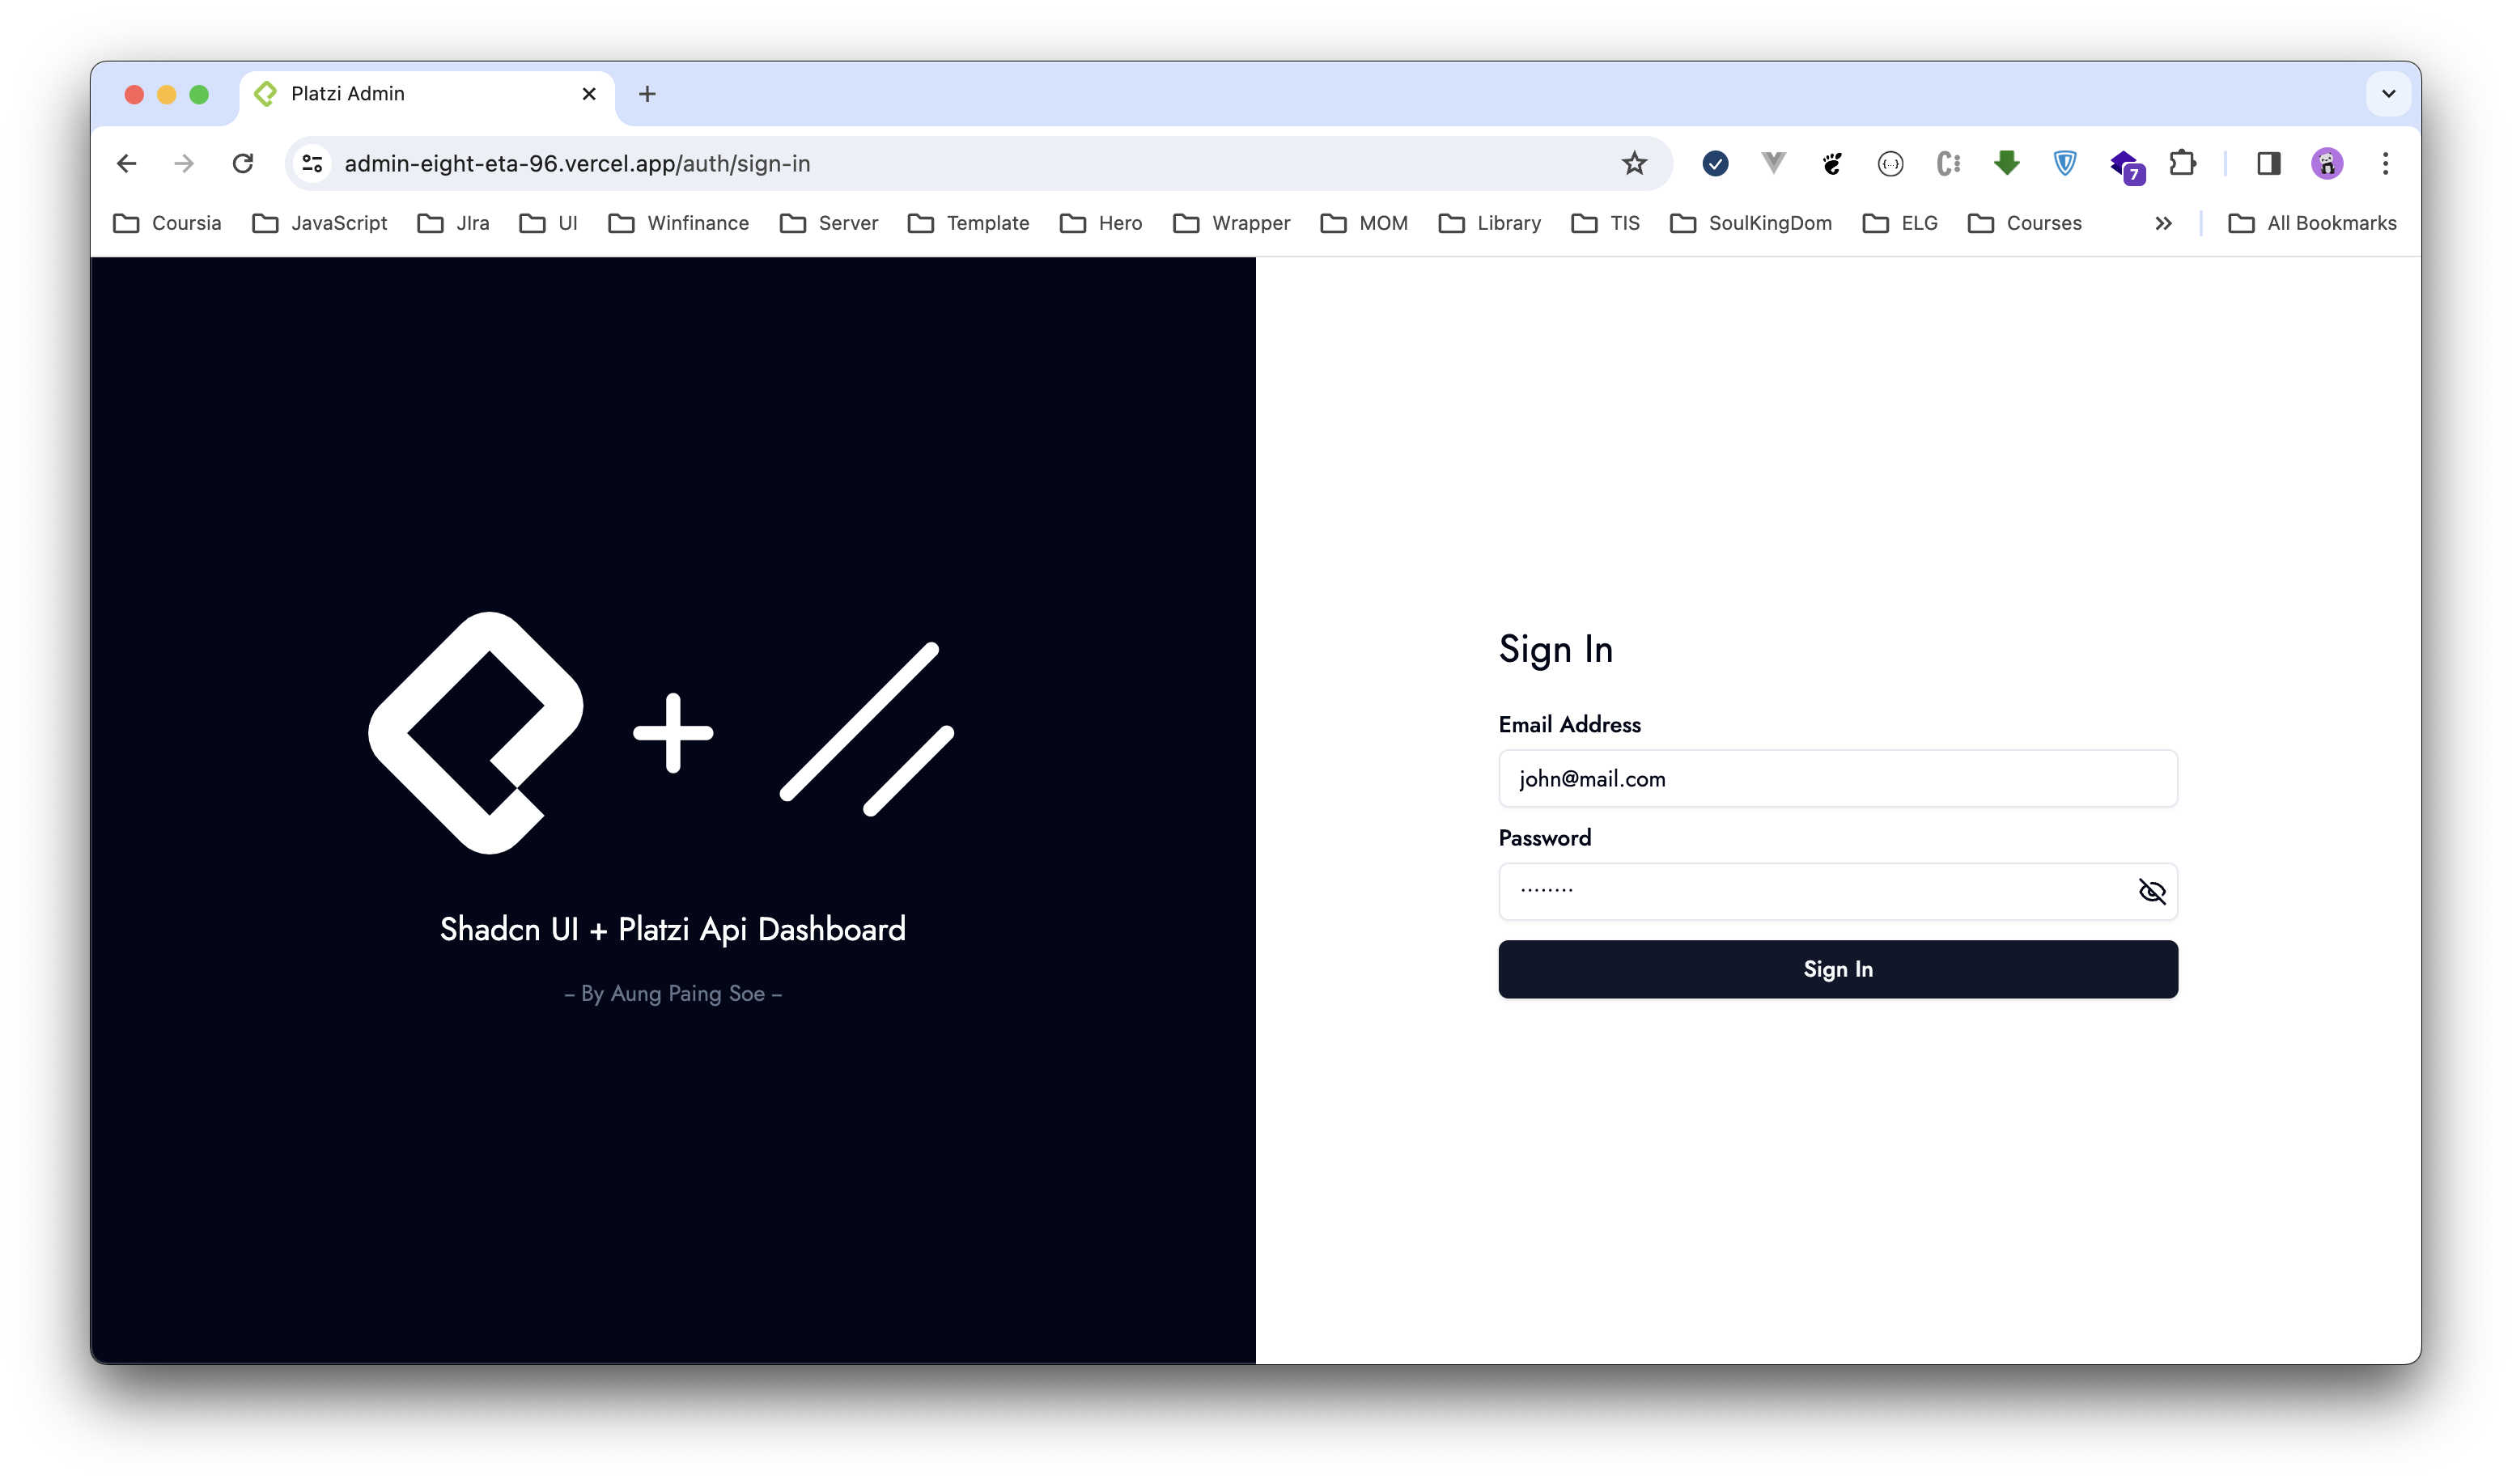 Platzi Admin
admin-eight-eta-96.vercel.app/auth/sign-in
7
Coursia JavaScript JIra UI Winfinance Server Template Hero Wrapper MOM Library TIS SoulKingDom ELG Courses All Bookmarks
Shadcn UI + Platzi Api Dashboard
– By Aung Paing Soe –
Sign In
Email Address
john@mail.com
Password
Sign In